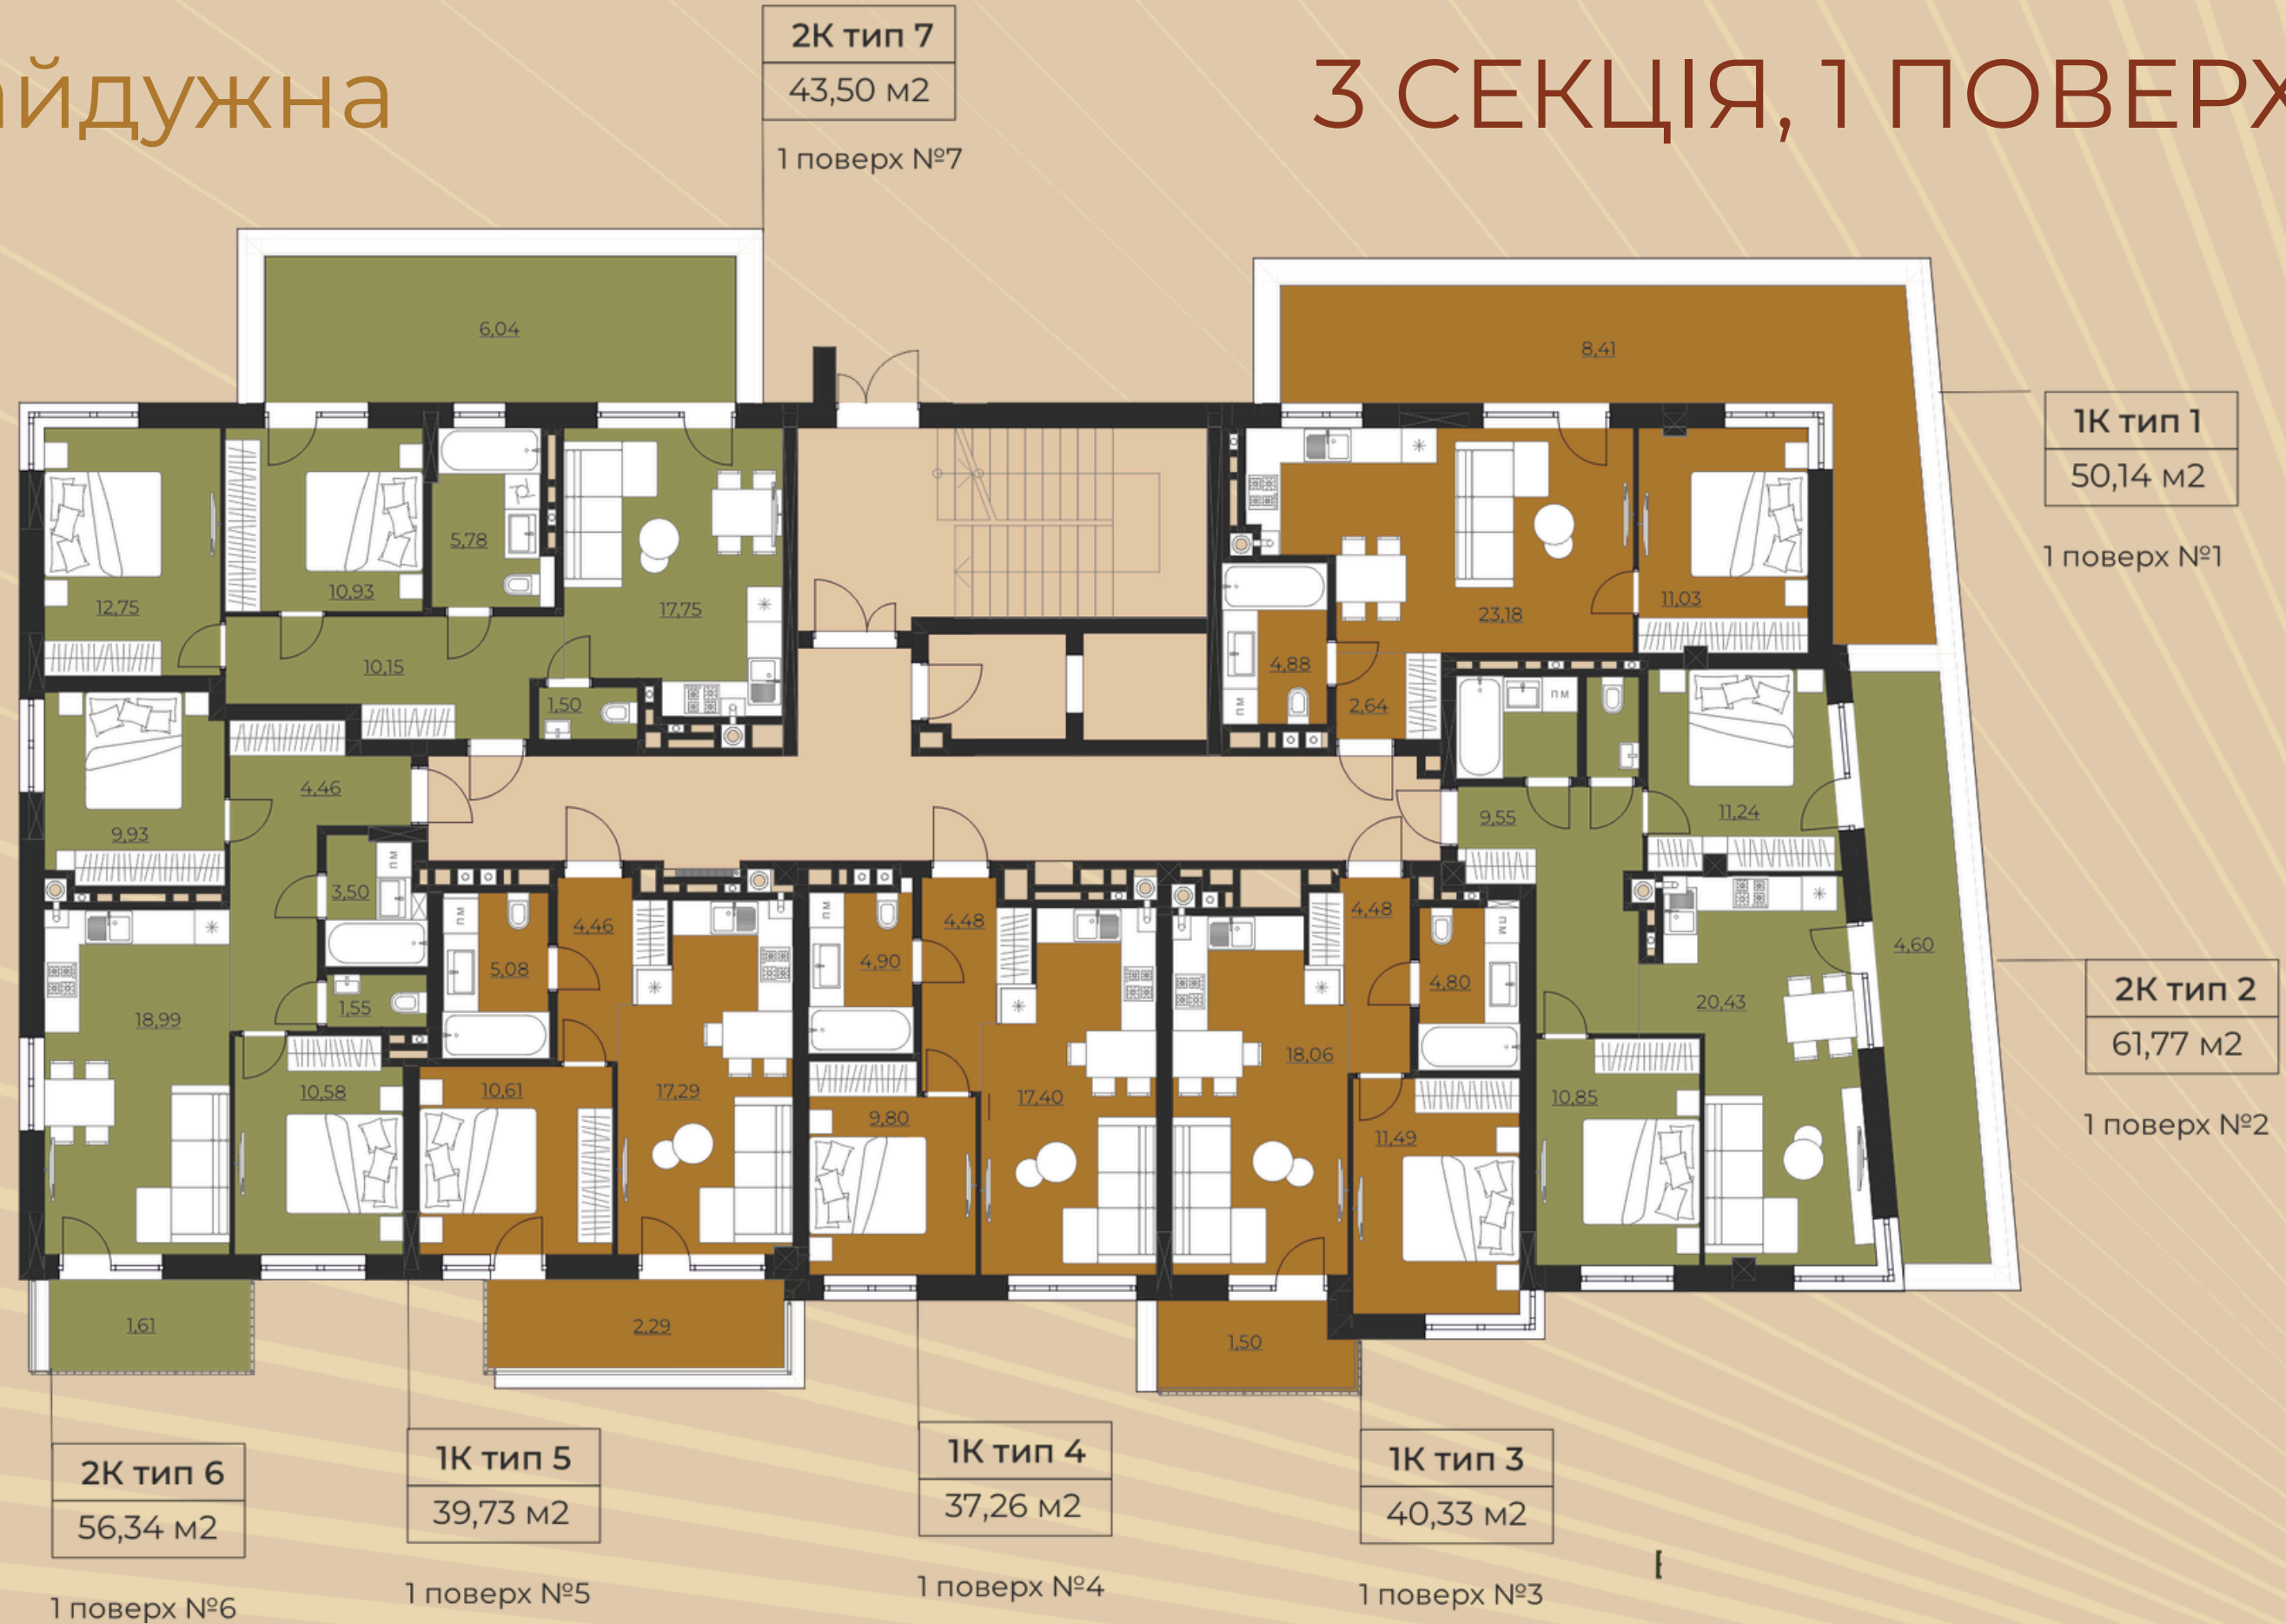 айдужна
3 СЕКЦІЯ, 1 ПОВЕРХ
2К тип 7
43,50 м2
1 поверх №7
6,04
8,41
1К тип 1
50,14 м2
1 поверх №1
12,75
10,93
5,78
17,75
10,15
1,50
23,18
11,03
4,88
2,64
ПМ
ПМ
9,93
4,46
3,50
ПМ
9,55
11,24
18,99
1,55
10,58
ПМ
5,08
4,46
10,61
17,29
ПМ
4,90
4,48
9,80
17,40
18,06
4,48
4,80
ПМ
11,49
20,43
10,85
4,60
2К тип 2
61,77 м2
1 поверх №2
1,61
2,29
1,50
2К тип 6
56,34 м2
1 поверх №6
1К тип 5
39,73 м2
1 поверх №5
1К тип 4
37,26 м2
1 поверх №4
1К тип 3
40,33 м2
1 поверх №3